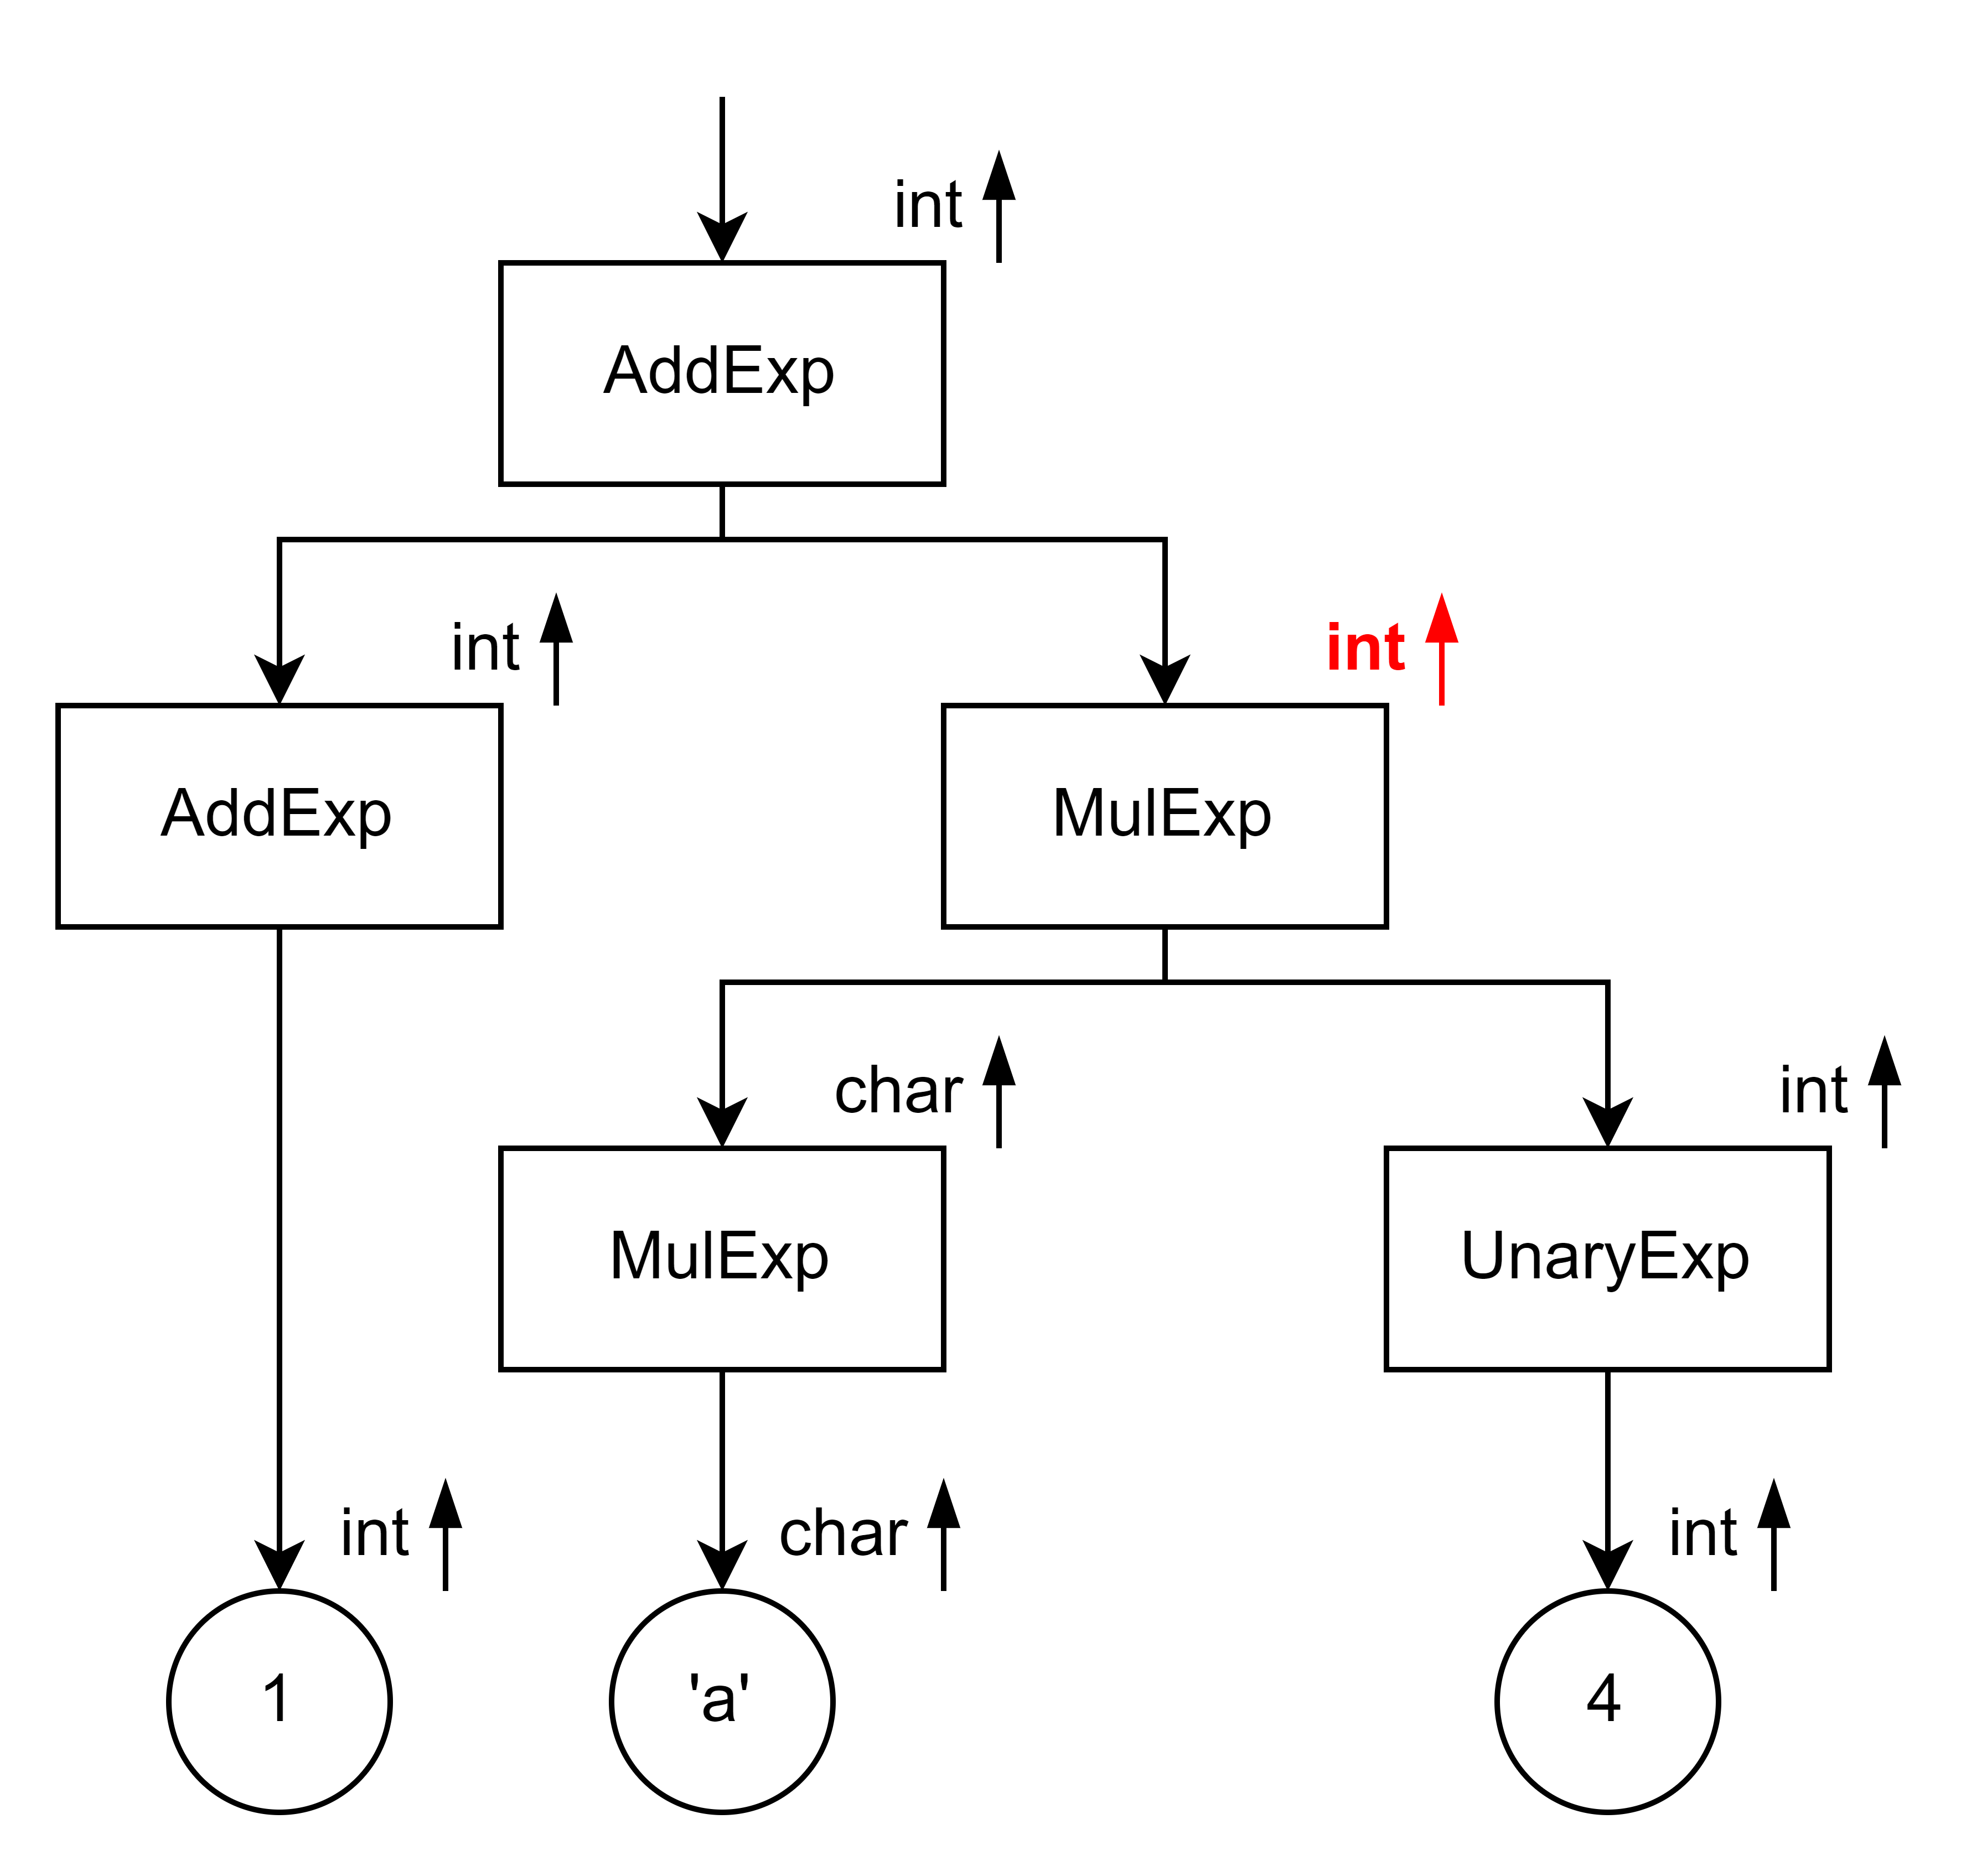 int
AddExp
int
int
AddExp
MulExp
char
int
MulExp
UnaryExp
int
char
int
1
'a'
4